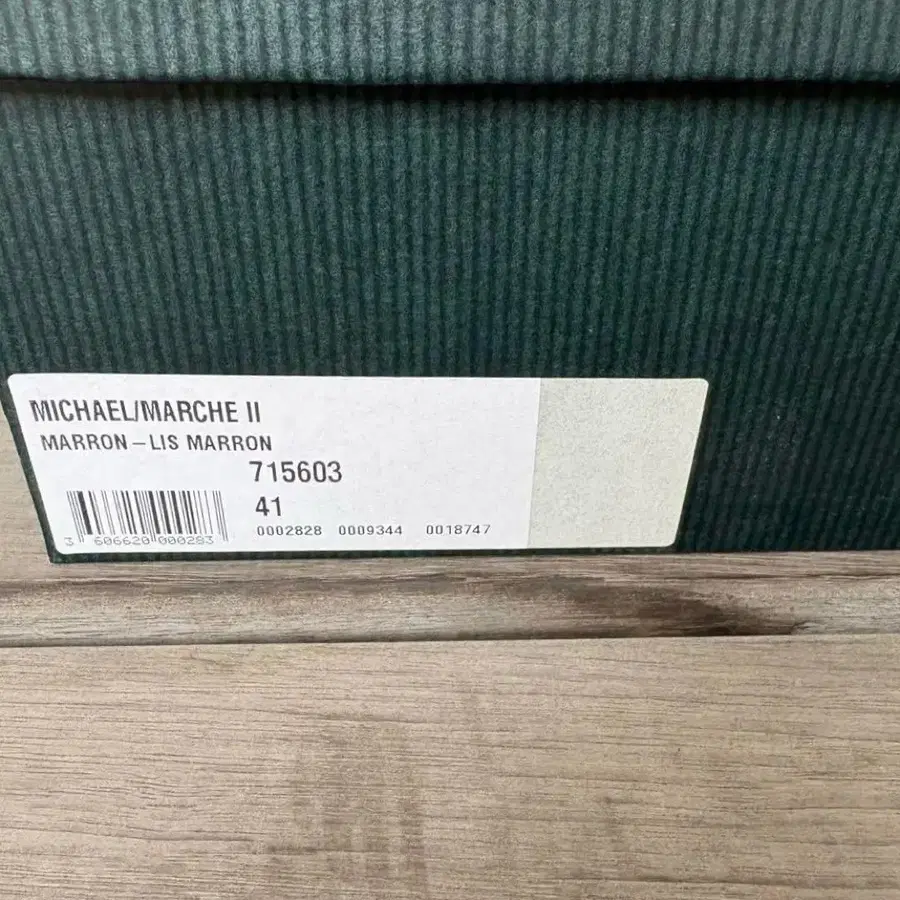 MICHAEL/MARCHE II
MARRON – LIS MARRON
715603
41
0002828 0009344 0018747
3 606620 000283